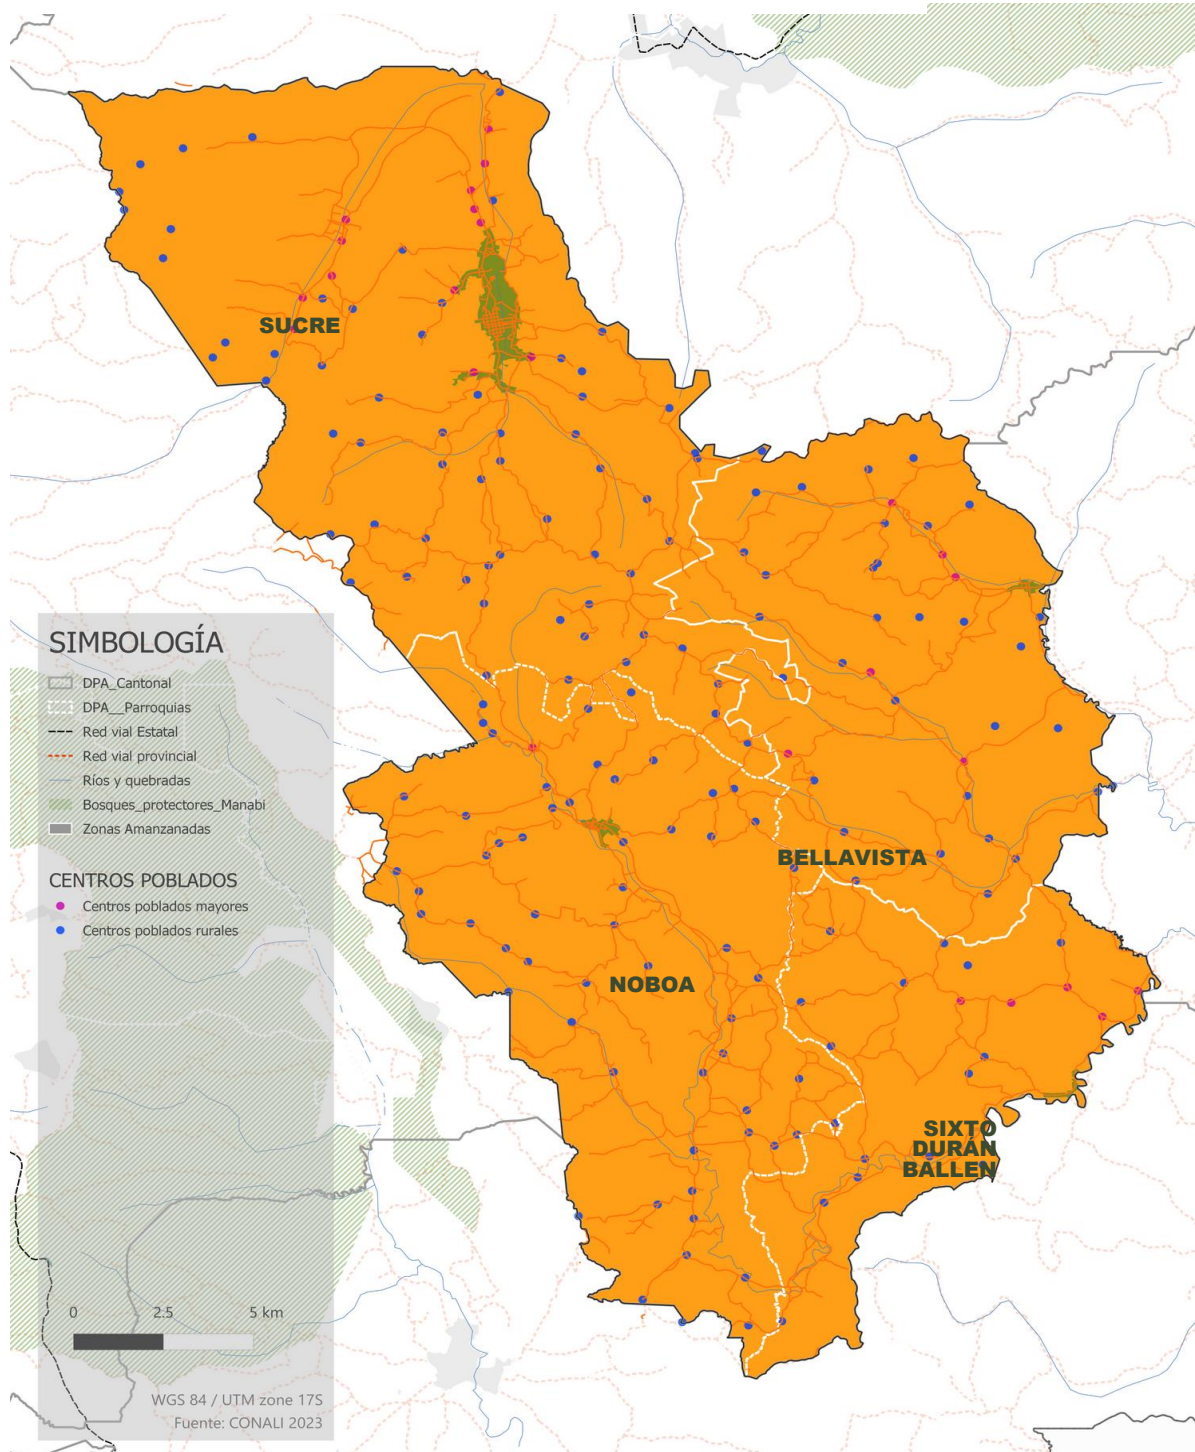 SUCRE
BELLAVISTA
NOBOA
SIXTO
DURÁN
BALLEN
SIMBOLOGÍA
DPA_Cantonal
DPA__Parroquias
Red vial Estatal
Red vial provincial
Ríos y quebradas
Bosques_protectores_Manabi
Zonas Amanzanadas
CENTROS POBLADOS
Centros poblados mayores
Centros poblados rurales
0 2.5 5 km
WGS 84 / UTM zone 17S
Fuente: CONALI 2023